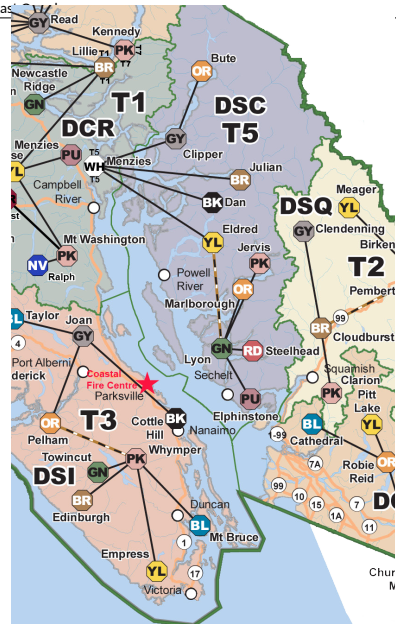 Read
GY
Kennedy
Lillie
T1
PK
BR
Newcastle
Ridge
GN
T1
DSC
T5
Bute
OR
DCR
Menzies
PU
T5
WH
T5
Menzies
GY
Clipper
YL
Campbell
River
BR
Julian
BK
Dan
DSQ
Meager
YL
GY
Clendenning
Eldred
YL
Mt Washington
PK
NV
Ralph
Jervis
PK
Powell
River
OR
Marlborough
T2
99
BR
Cloudburst
Taylor
Joan
BL
GY
4
Port Alberni
Coastal
Fire Centre
Parksville
GN
Lyon
RD
Steelhead
Sechelt
PU
Elphinstone
Squamish
Clarion
PK
Pitt
Lake
YL
BL
Cathedral
-99
T3
OR
Pelham
BK
Cottle
Hill
Nanaimo
Whymper
PK
Towincut
GN
DSI
BR
Edinburgh
Robie
Reid
OR
7A
99
10
15
1A
7
11
Duncan
BL
Mt Bruce
1
Empress
YL
17
Victoria